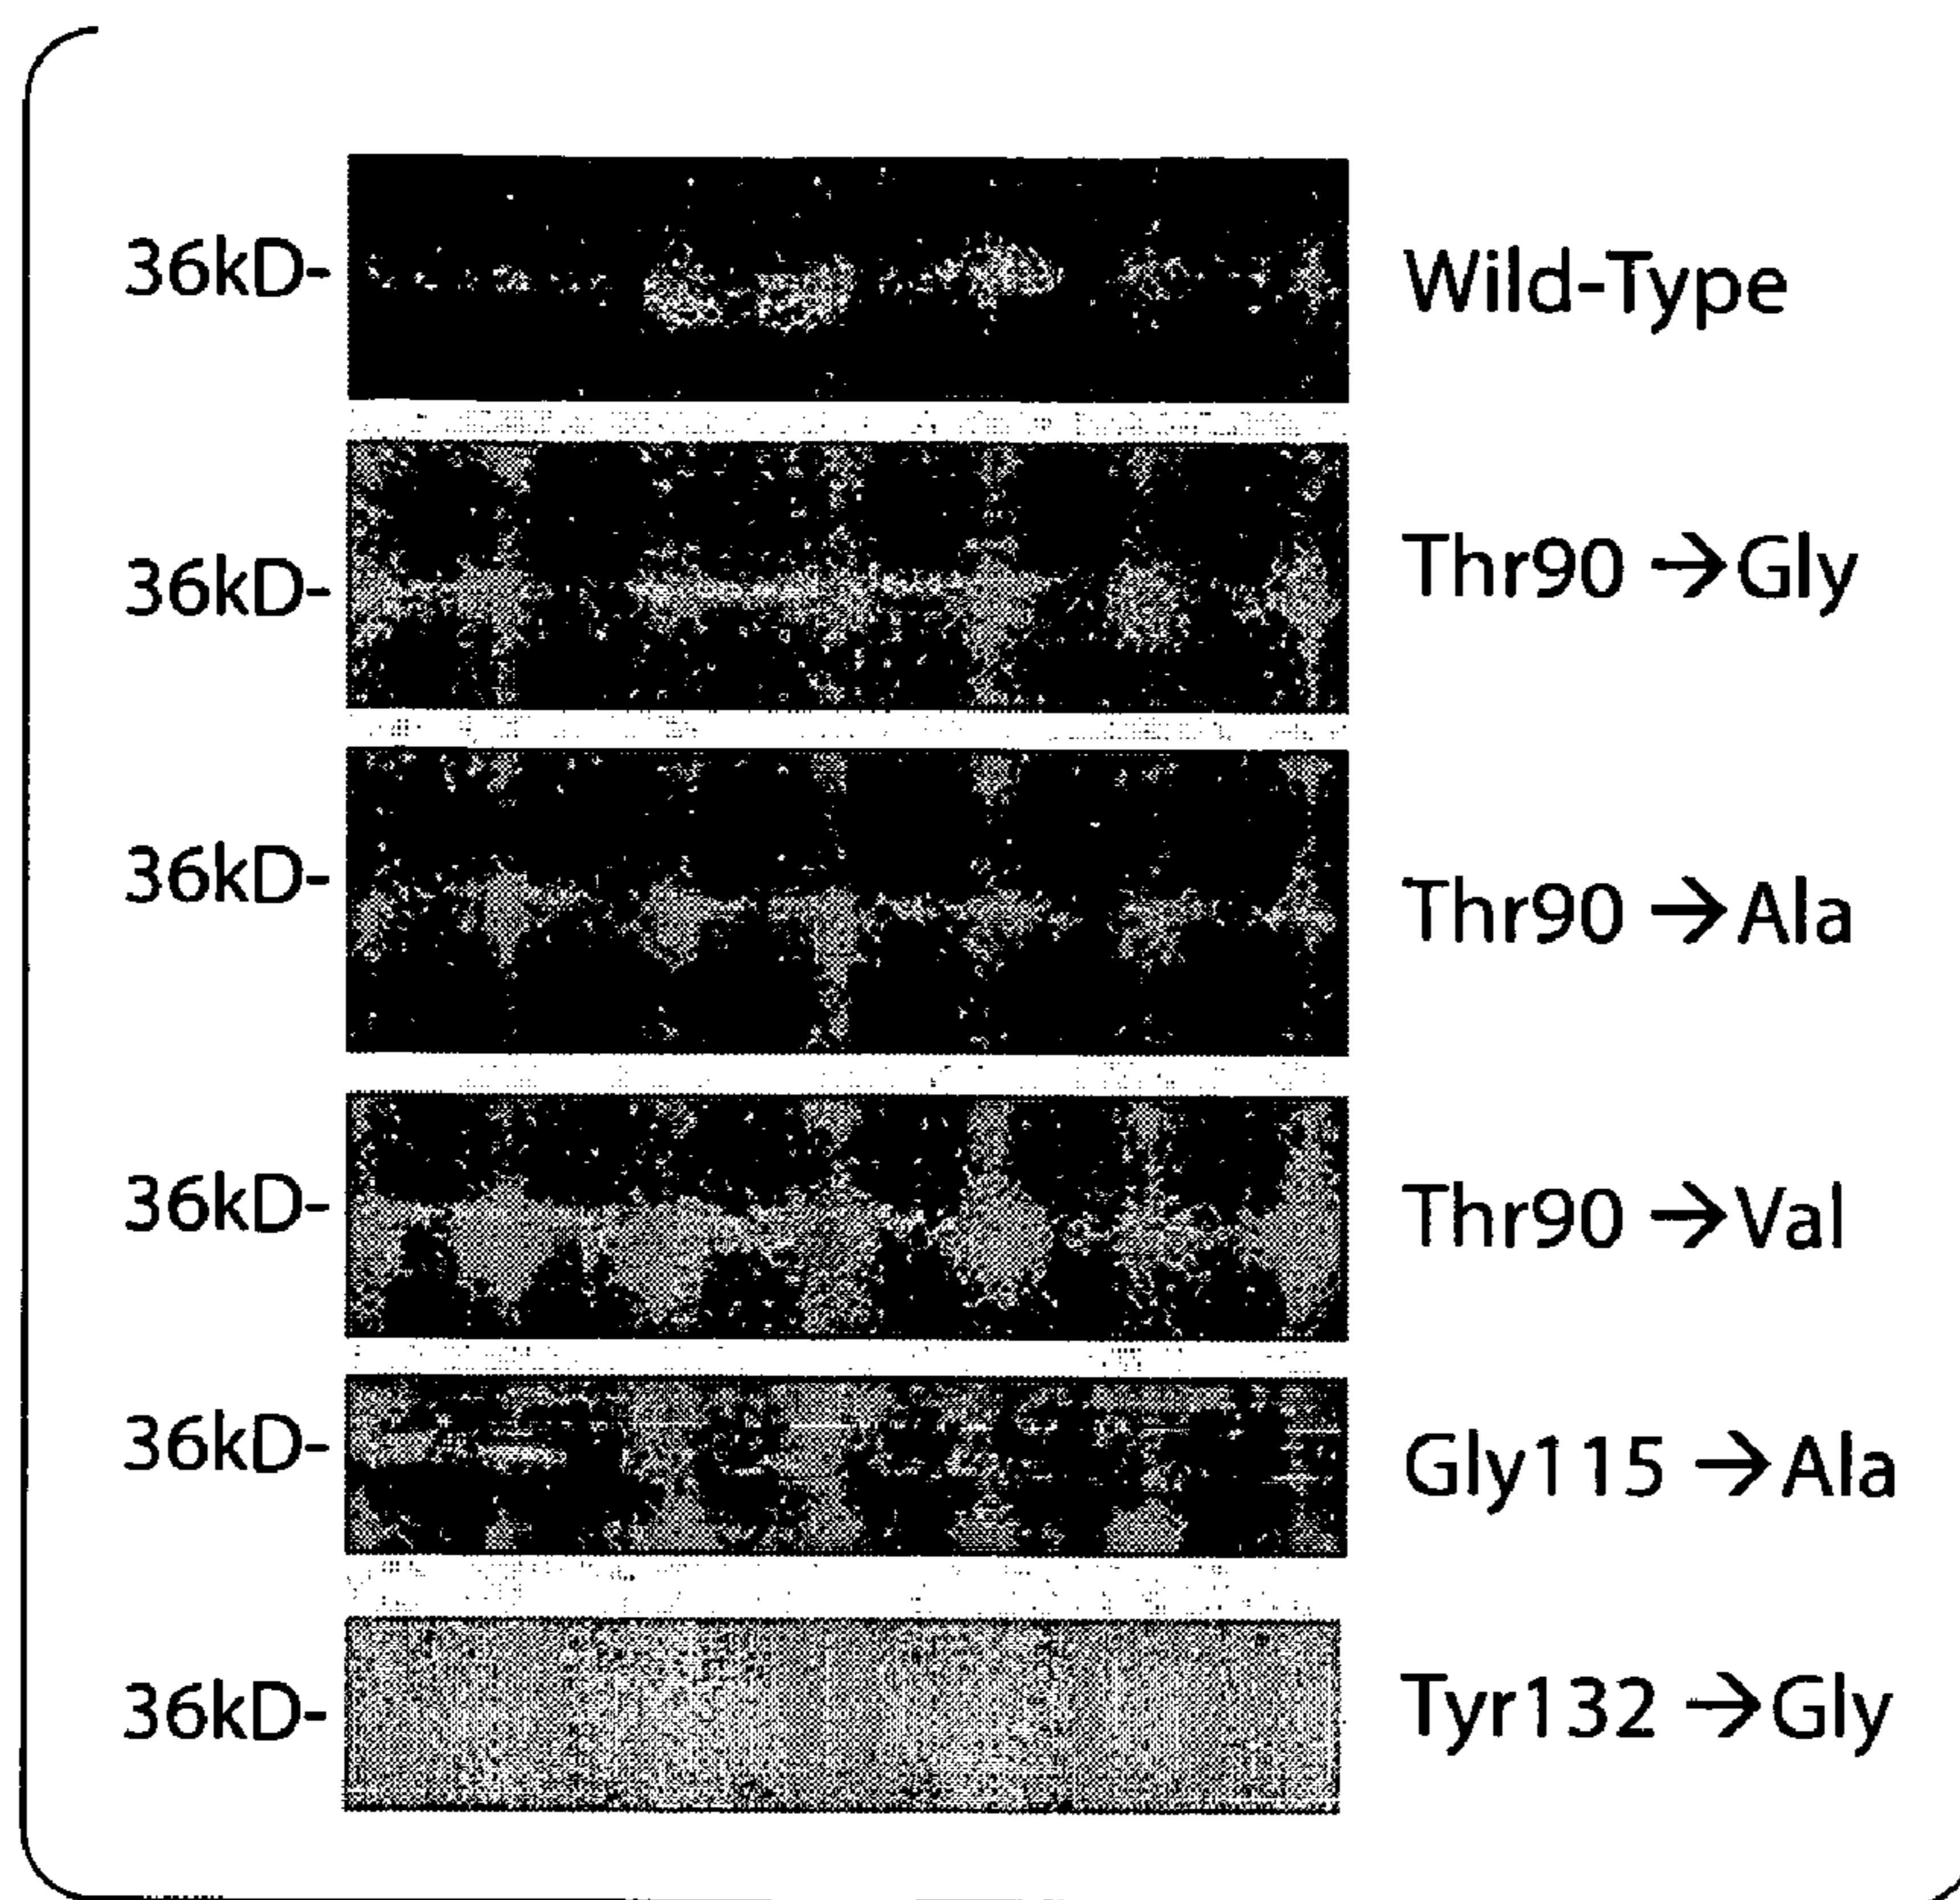 36kD- Wild-Type
36kD- Thr90 →Gly
36kD- Thr90 →Ala
36kD- Thr90 →Val
36kD- Gly115 →Ala
36kD- Tyr132 →Gly